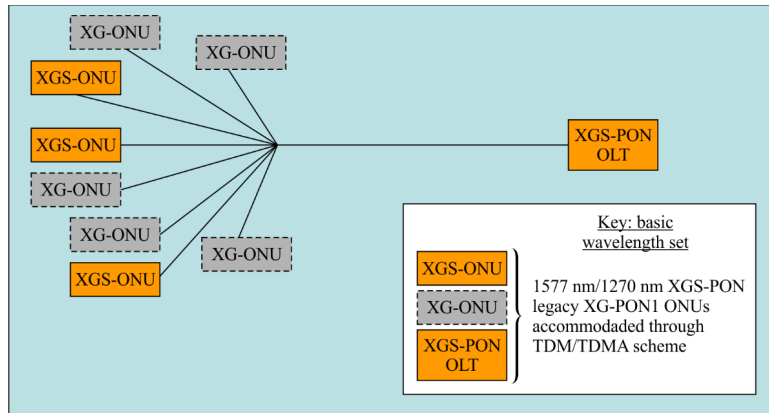 XG-ONU
XG-ONU
XGS-ONU
XGS-PON
OLT
XGS-ONU
XG-ONU
XG-ONU
XG-ONU
XGS-ONU
Key: basic
wavelength set
XGS-ONU
XG-ONU
XGS-PON
OLT
1577 nm/1270 nm XGS-PON
legacy XG-PON1 ONUs
accommodaded through
TDM/TDMA scheme